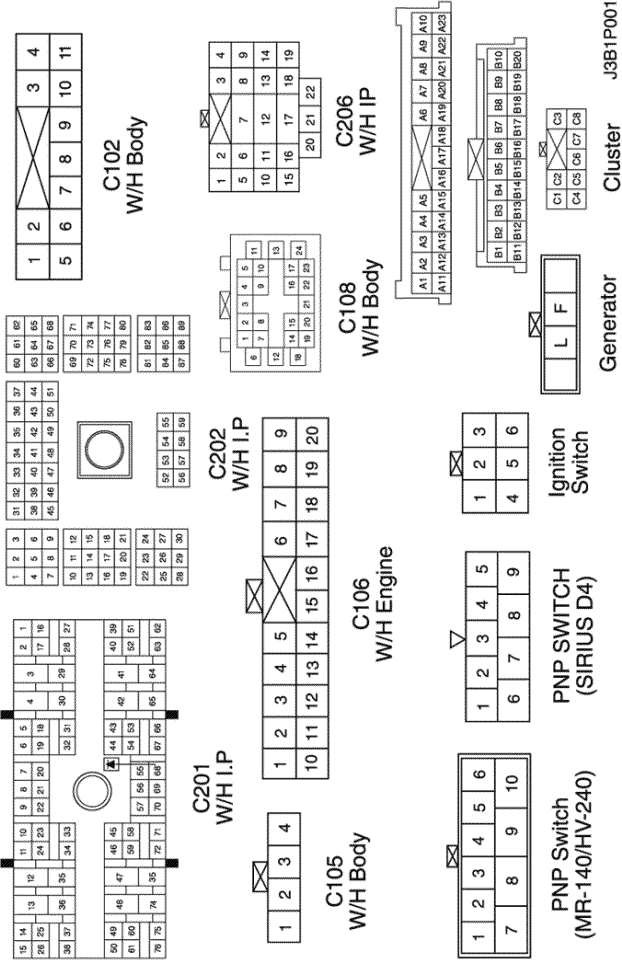 15 14 13 12 11 10 9 8 7 6 5 4 3 2 1
26 25 24 23 22 21 20 19 18 17 16
38 37 36 35 34 33 32 31 30 29 28 27
50 49 48 47 46 45 44 43 42 41 40 39
61 60 59 58 57 56 55 54 53 52 51
76 75 74 35 72 71 70 69 68 67 66 65 64 63 62
C201
W/H I.P
1 2 3
4 5 6
7 8 9
10 11 12
13 14 15
16 17 18
19 20 21
22 23 24
25 26 27
28 29 30
31 32 33 34 35 36 37
38 39 40 41 42 43 44
45 46 47 48 49 50 51
52 53 54 55
56 57 58 59
60 61 62
63 64 65
66 67 68
69 70 71
72 73 74
75 76 77
78 79 80
81 82 83
84 85 86
87 88 89
C202
W/H I.P
1 2 3 4
5 6 7 8 9 10 11
C102
W/H Body
1 2 3 4
C105
W/H Body
1 2 3 4 5 6 7 8 9
10 11 12 13 14 15 16 17 18 19 20
C106
W/H Engine
1 2 3 4 5
6 7 8 9 10 11
12 13
14 15 16 17
18 19 20 21 22 23 24
C108
W/H Body
1 2 3 4
5 6 7 8 9
10 11 12 13 14
15 16 17 18 19
20 21 22
C206
W/H IP
1 2 3 4 5 6
7 8 9 10
PNP Switch
(MR-140/HV-240)
1 2 3 4 5
6 7 8 9
PNP SWITCH
(SIRIUS D4)
1 2 3
4 5 6
Ignition
Switch
L F
Generator
A1 A2 A3 A4 A5 A6 A7 A8 A9 A10
A11 A12 A13 A14 A15 A16 A17 A18 A19 A20 A21 A22 A23
B1 B2 B3 B4 B5 B6 B7 B8 B9 B10
B11 B12 B13 B14 B15 B16 B17 B18 B19 B20
C1 C2 C3
C4 C5 C6 C7 C8
Cluster
J3B1P001